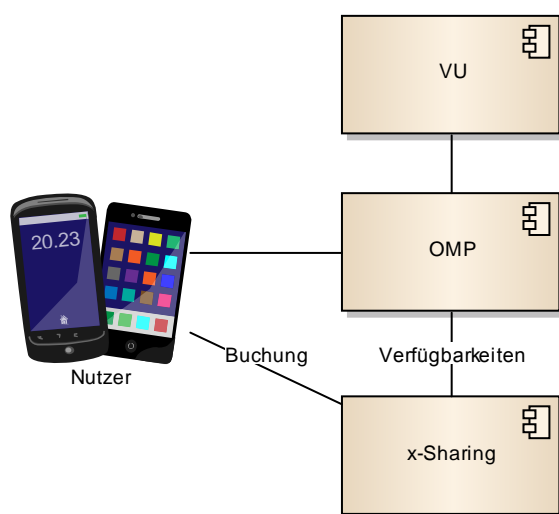 VU
OMP
20.23
Nutzer
Buchung
Verfügbarkeiten
x-Sharing